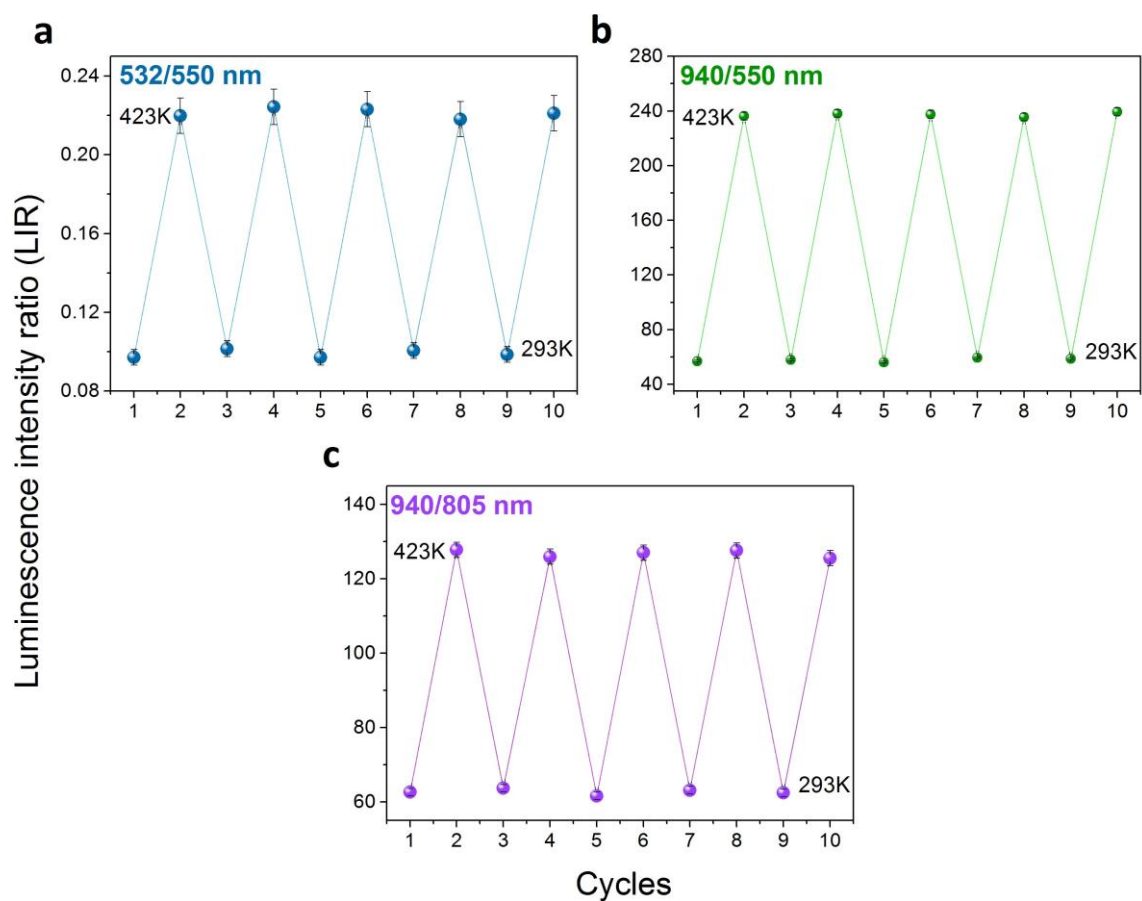 a
532/550 nm
0.24
0.20
0.16
0.12
0.08
423K
293K
1 2 3 4 5 6 7 8 9 10
b
940/550 nm
280
240
200
160
120
80
40
423K
293K
1 2 3 4 5 6 7 8 9 10
c
940/805 nm
140
120
100
80
60
423K
293K
1 2 3 4 5 6 7 8 9 10
Luminescence intensity ratio (LIR)
Cycles